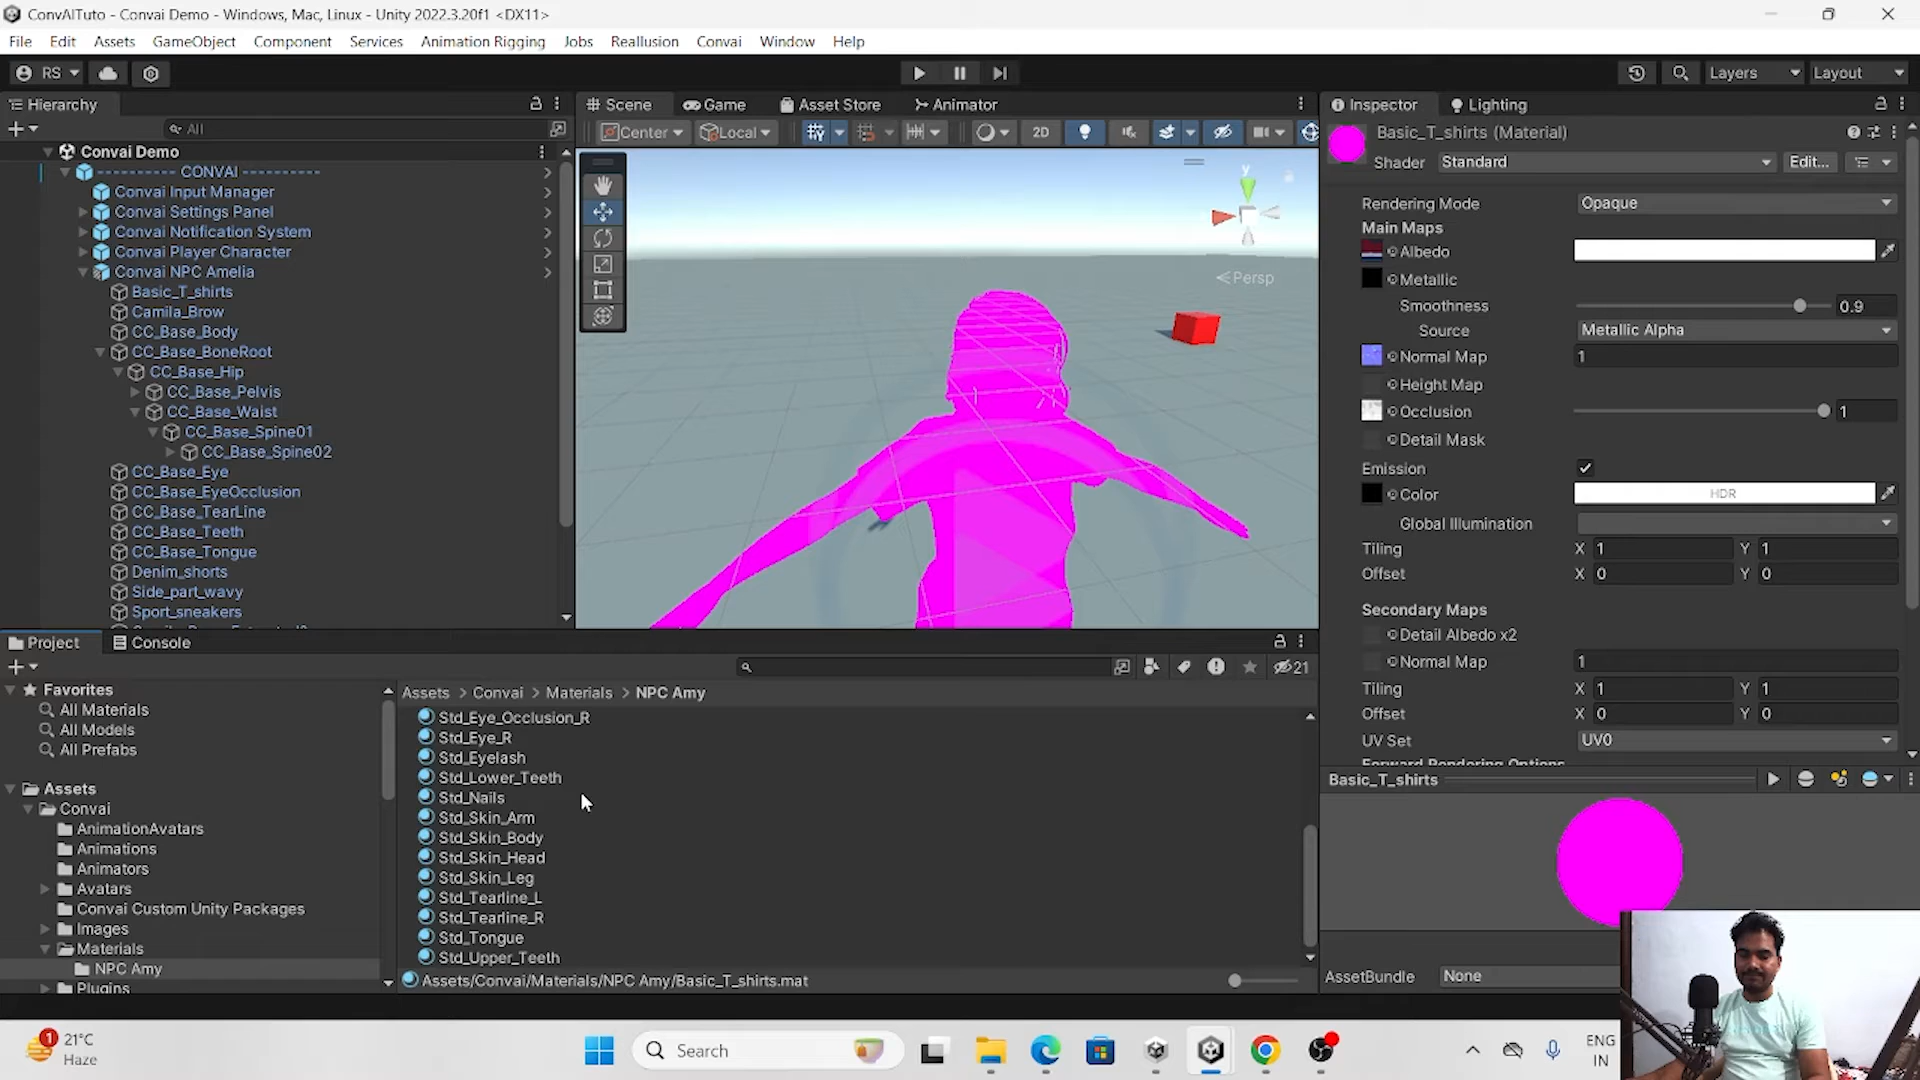 ConvAITuto - Convai Demo - Windows, Mac, Linux - Unity 2022.3.20f1 <DX11>
File Edit Assets GameObject Component Services Animation Rigging Jobs Reallusion Convai Window Help
RS Layers Layout
Hierarchy
All
Convai Demo
---------- CONVAI ----------
Convai Input Manager
Convai Settings Panel
Convai Notification System
Convai Player Character
Convai NPC Amelia
Basic_T_shirts
Camila_Brow
CC_Base_Body
CC_Base_BoneRoot
CC_Base_Hip
CC_Base_Pelvis
CC_Base_Waist
CC_Base_Spine01
CC_Base_Spine02
CC_Base_Eye
CC_Base_EyeOcclusion
CC_Base_TearLine
CC_Base_Teeth
CC_Base_Tongue
Denim_shorts
Side_part_wavy
Sport_sneakers
Scene Game Asset Store Animator
Center Local 2D
y
Persp
Inspector Lighting
Basic_T_shirts (Material)
Shader Standard Edit...
Rendering Mode Opaque
Main Maps
Albedo
Metallic
Smoothness 0.9
Source Metallic Alpha
Normal Map 1
Height Map
Occlusion 1
Detail Mask
Emission
Color HDR
Global Illumination
Tiling X 1 Y 1
Offset X 0 Y 0
Secondary Maps
Detail Albedo x2
Normal Map 1
Tiling X 1 Y 1
Offset X 0 Y 0
UV Set UV0
Forward Rendering Options
Basic_T_shirts
AssetBundle None
Project Console
21
Favorites
All Materials
All Models
All Prefabs
Assets
Convai
AnimationAvatars
Animations
Animators
Avatars
Convai Custom Unity Packages
Images
Materials
NPC Amy
Plugins
Assets > Convai > Materials > NPC Amy
Std_Eye_Occlusion_R
Std_Eye_R
Std_Eyelash
Std_Lower_Teeth
Std_Nails
Std_Skin_Arm
Std_Skin_Body
Std_Skin_Head
Std_Skin_Leg
Std_Tearline_L
Std_Tearline_R
Std_Tongue
Std_Upper_Teeth
Assets/Convai/Materials/NPC Amy/Basic_T_shirts.mat
1
21°C
Haze
Search
ENG
IN